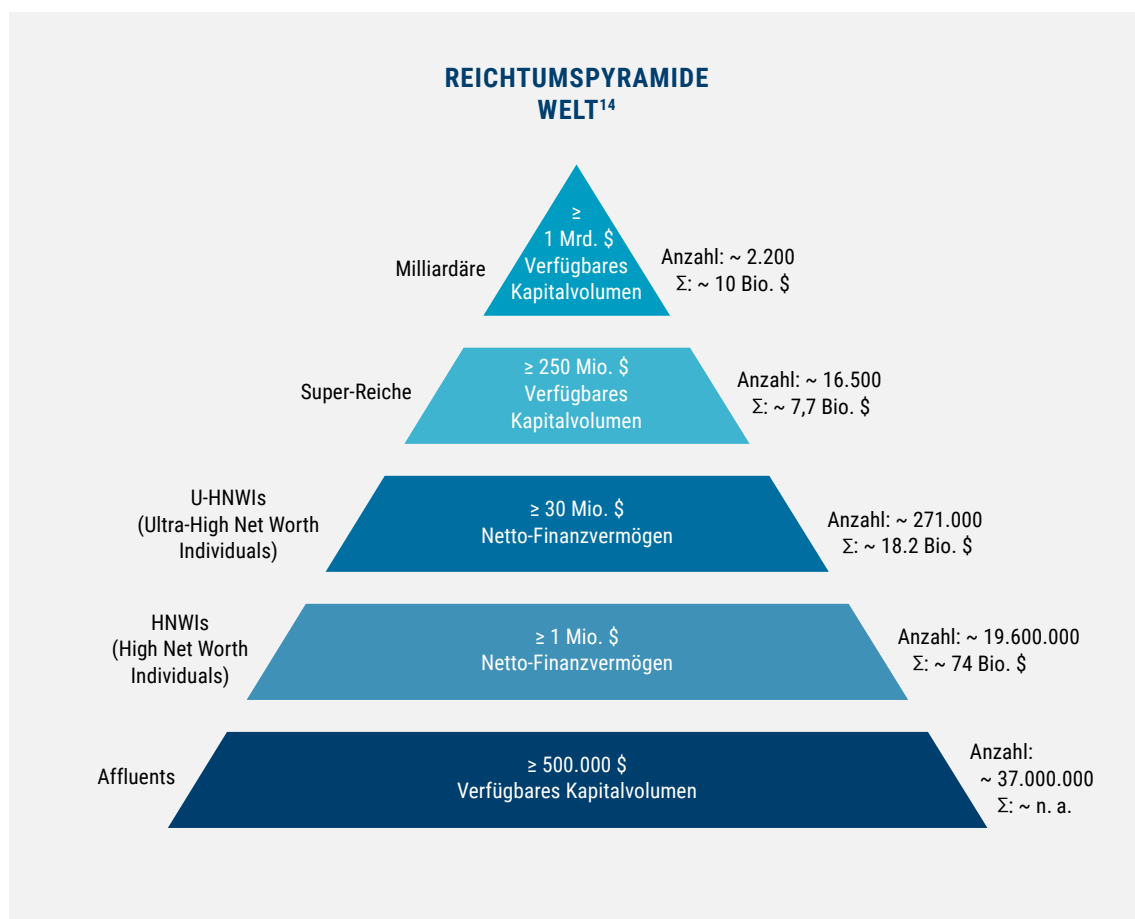 REICHTUMSPYRAMIDE
WELT¹⁴
≥
1 Mrd. $
Verfügbares
Kapitalvolumen
Milliardäre
Anzahl: ~ 2.200
Σ: ~ 10 Bio. $
≥ 250 Mio. $
Verfügbares
Kapitalvolumen
Super-Reiche
Anzahl: ~ 16.500
Σ: ~ 7,7 Bio. $
U-HNWIs
(Ultra-High Net Worth
Individuals)
≥ 30 Mio. $
Netto-Finanzvermögen
Anzahl: ~ 271.000
Σ: ~ 18.2 Bio. $
HNWIs
(High Net Worth
Individuals)
≥ 1 Mio. $
Netto-Finanzvermögen
Anzahl: ~ 19.600.000
Σ: ~ 74 Bio. $
Affluents
≥ 500.000 $
Verfügbares Kapitalvolumen
Anzahl:
~ 37.000.000
Σ: ~ n. a.